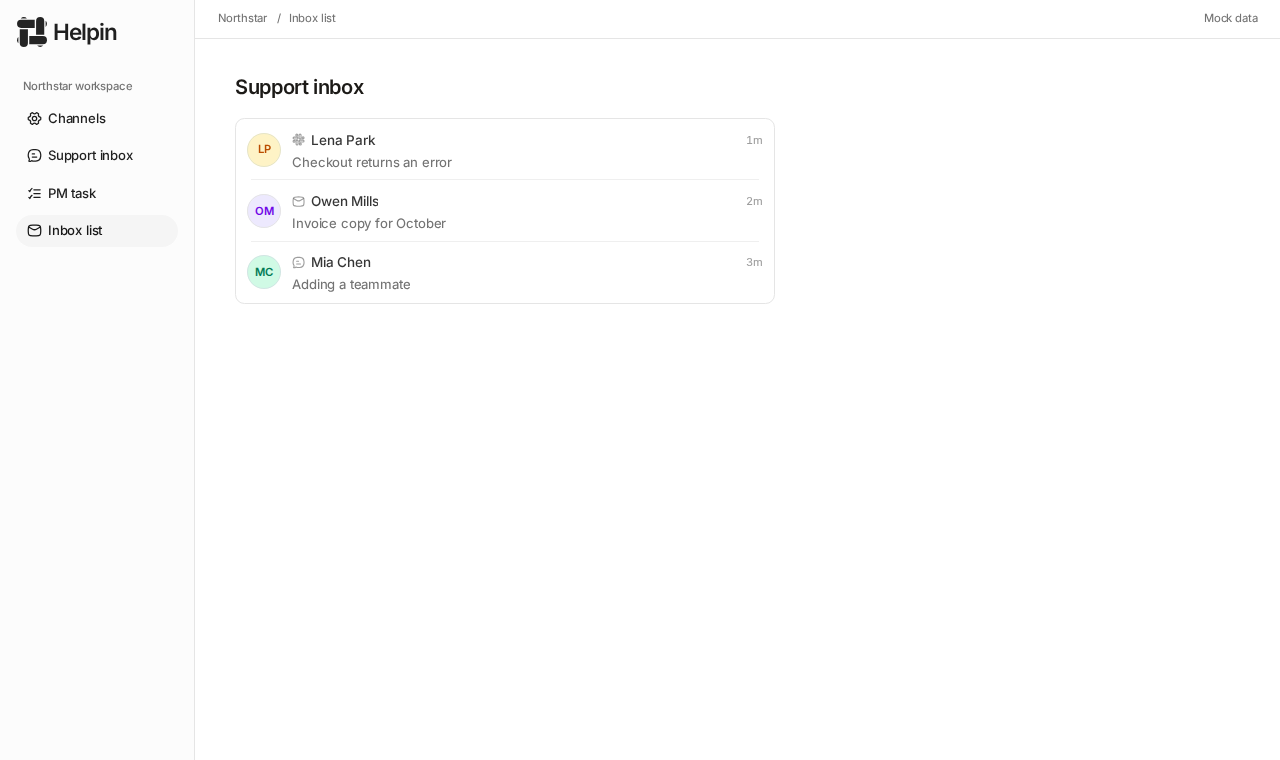 Helpin
Northstar / Inbox list
Mock data
Northstar workspace
Channels
Support inbox
PM task
Inbox list
Support inbox
LP
Lena Park
1m
Checkout returns an error
OM
Owen Mills
2m
Invoice copy for October
MC
Mia Chen
3m
Adding a teammate